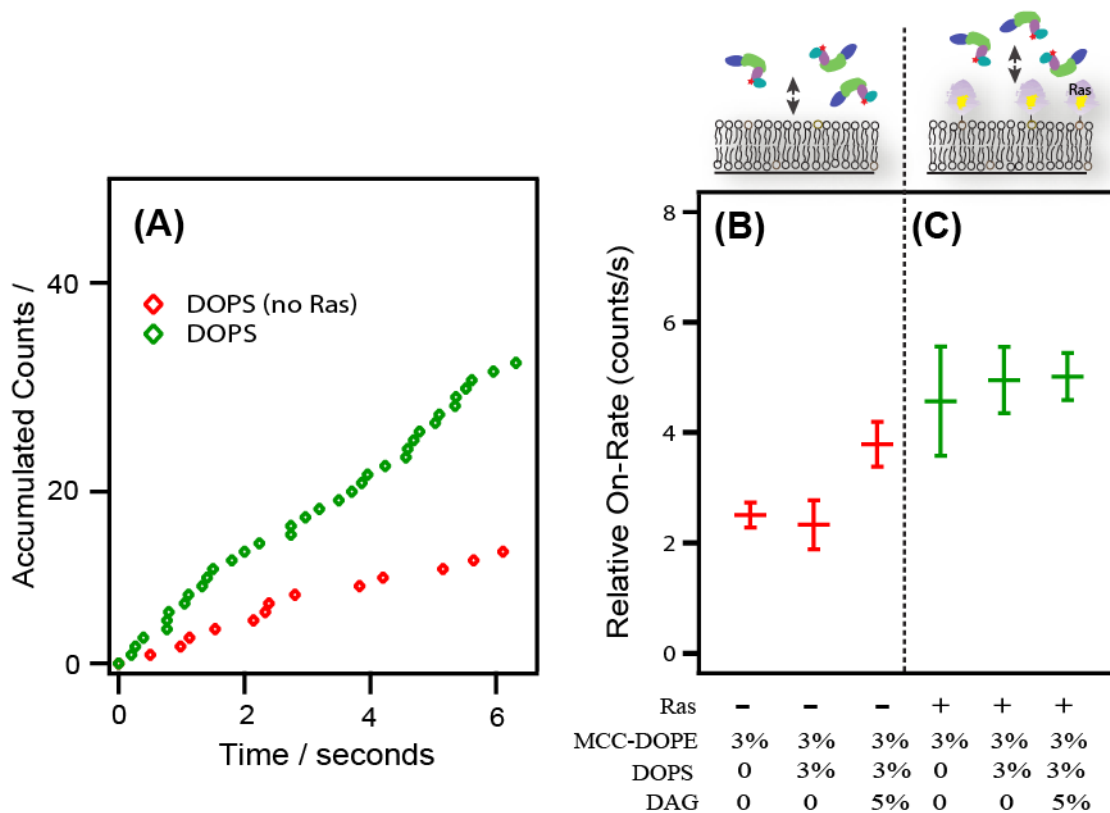 Ras
(A)
DOPS (no Ras)
DOPS
Accumulated Counts /
40
20
0
0 2 4 6
Time / seconds
(B) (C)
Relative On-Rate (counts/s)
8
6
4
2
0
Ras - - - + + +
MCC-DOPE 3% 3% 3% 3% 3% 3%
DOPS 0 3% 3% 0 3% 3%
DAG 0 0 5% 0 0 5%